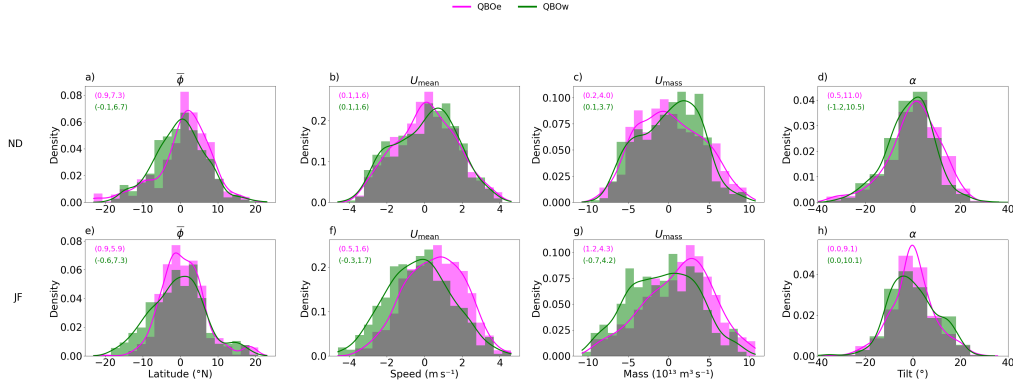 QBOe QBOw
a) ϕ̅ b) U_mean c) U_mass d) α
ND
Density Density Density Density
(0.9,7.3) (0.1,1.6) (0.2,4.0) (0.5,11.0)
(-0.1,6.7) (0.1,1.6) (0.1,3.7) (-1.2,10.5)
0.08 0.06 0.04 0.02 0.00
0.2 0.1 0.0
0.100 0.075 0.050 0.025 0.000
0.04 0.03 0.02 0.01 0.00
−20 −10 0 10 20
−4 −2 0 2 4
−10 −5 0 5 10
−40 −20 0 20 40
e) ϕ̅ f) U_mean g) U_mass h) α
JF
Density Density Density Density
(0.9,5.9) (0.5,1.6) (1.2,4.3) (0.0,9.1)
(-0.6,7.3) (-0.3,1.7) (-0.7,4.2) (0.0,10.1)
0.08 0.06 0.04 0.02 0.00
0.2 0.1 0.0
0.100 0.075 0.050 0.025 0.000
0.04 0.02 0.00
−20 −10 0 10 20
−4 −2 0 2 4
−10 −5 0 5 10
−40 −20 0 20 40
Latitude (°N) Speed (m s⁻¹) Mass (10¹³ m³ s⁻¹) Tilt (°)